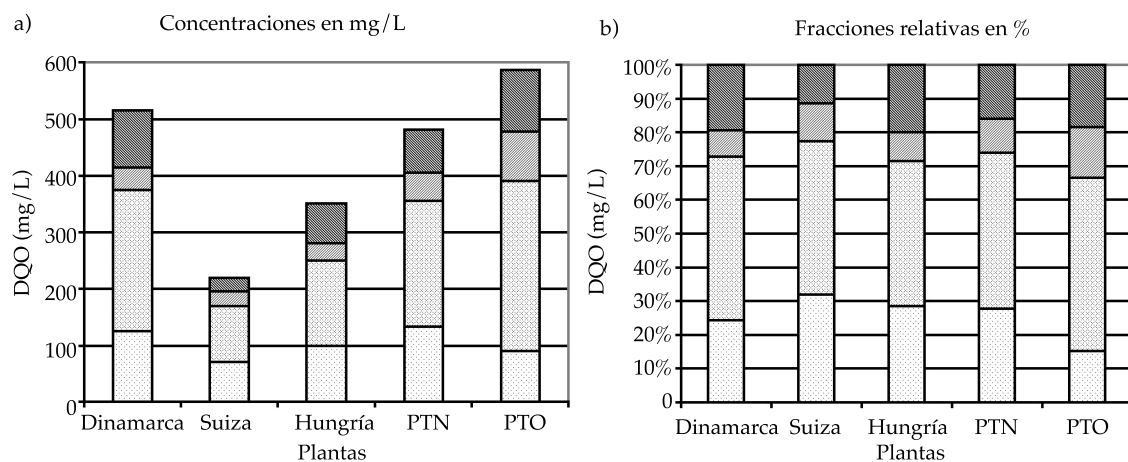 a)
Concentraciones en mg/L
600
500
400
300
200
100
0
DQO (mg/L)
Dinamarca
Suiza
Hungría
PTN
PTO
Plantas
b)
Fracciones relativas en %
100%
90%
80%
70%
60%
50%
40%
30%
20%
10%
0
DQO (mg/L)
Dinamarca
Suiza
Hungría
PTN
PTO
Plantas